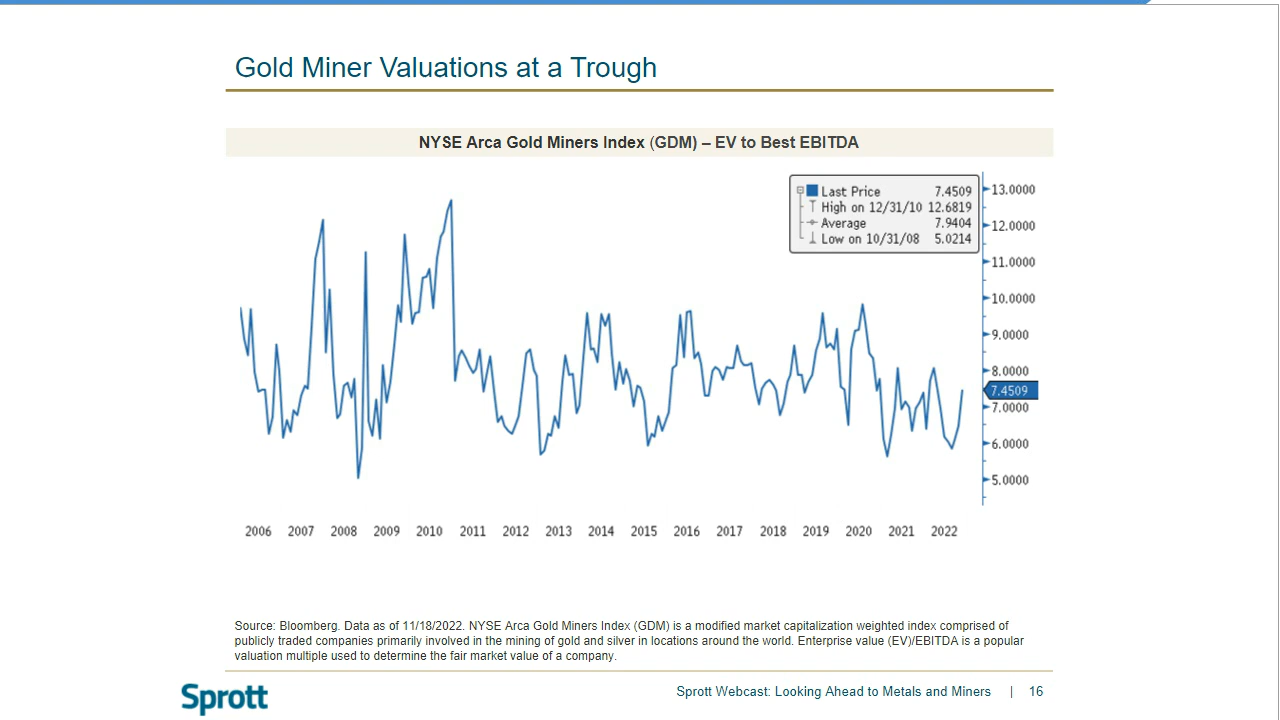 Gold Miner Valuations at a Trough
NYSE Arca Gold Miners Index (GDM) – EV to Best EBITDA
Last Price 7.4509
High on 12/31/10 12.6819
Average 7.9404
Low on 10/31/08 5.0214
13.0000
12.0000
11.0000
10.0000
9.0000
8.0000
7.4509
7.0000
6.0000
5.0000
2006 2007 2008 2009 2010 2011 2012 2013 2014 2015 2016 2017 2018 2019 2020 2021 2022
Source: Bloomberg. Data as of 11/18/2022. NYSE Arca Gold Miners Index (GDM) is a modified market capitalization weighted index comprised of
publicly traded companies primarily involved in the mining of gold and silver in locations around the world. Enterprise value (EV)/EBITDA is a popular
valuation multiple used to determine the fair market value of a company.
Sprott
Sprott Webcast: Looking Ahead to Metals and Miners | 16